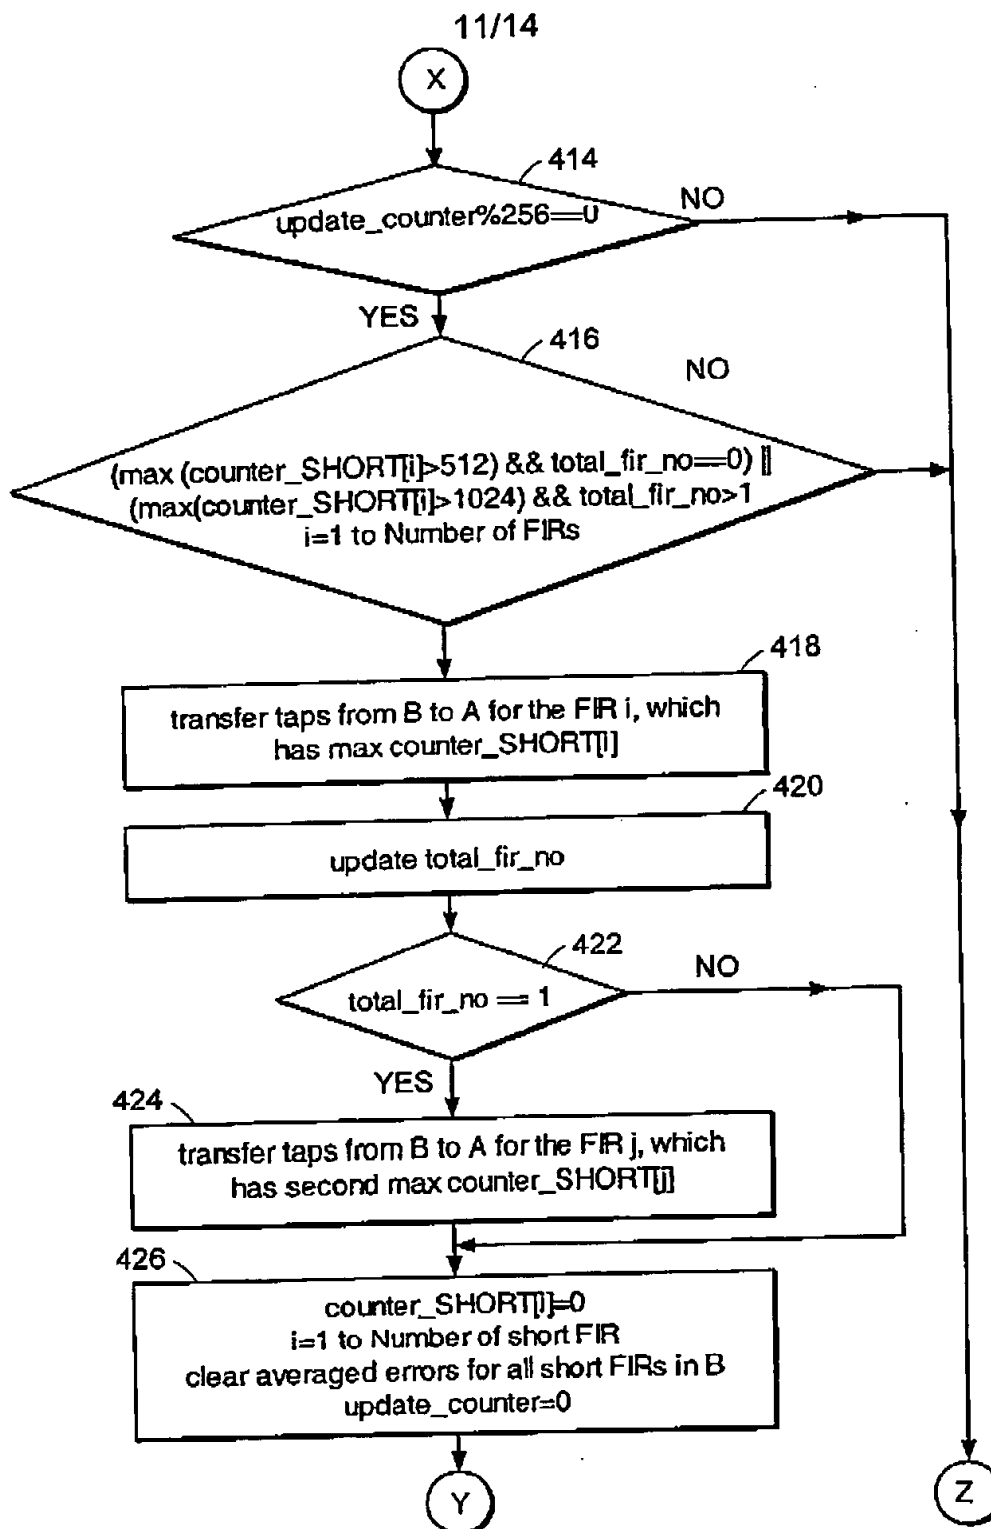 11/14
X
414
update_counter%256==0
NO
YES
416
NO
(max (counter_SHORT[i]>512) && total_fir_no==0) ||
(max(counter_SHORT[i]>1024) && total_fir_no>1
i=1 to Number of FIRs
418
transfer taps from B to A for the FIR i, which
has max counter_SHORT[i]
420
update total_fir_no
422
total_fir_no == 1
NO
YES
424
transfer taps from B to A for the FIR j, which
has second max counter_SHORT[j]
426
counter_SHORT[i]=0
i=1 to Number of short FIR
clear averaged errors for all short FIRs in B
update_counter=0
Y
Z